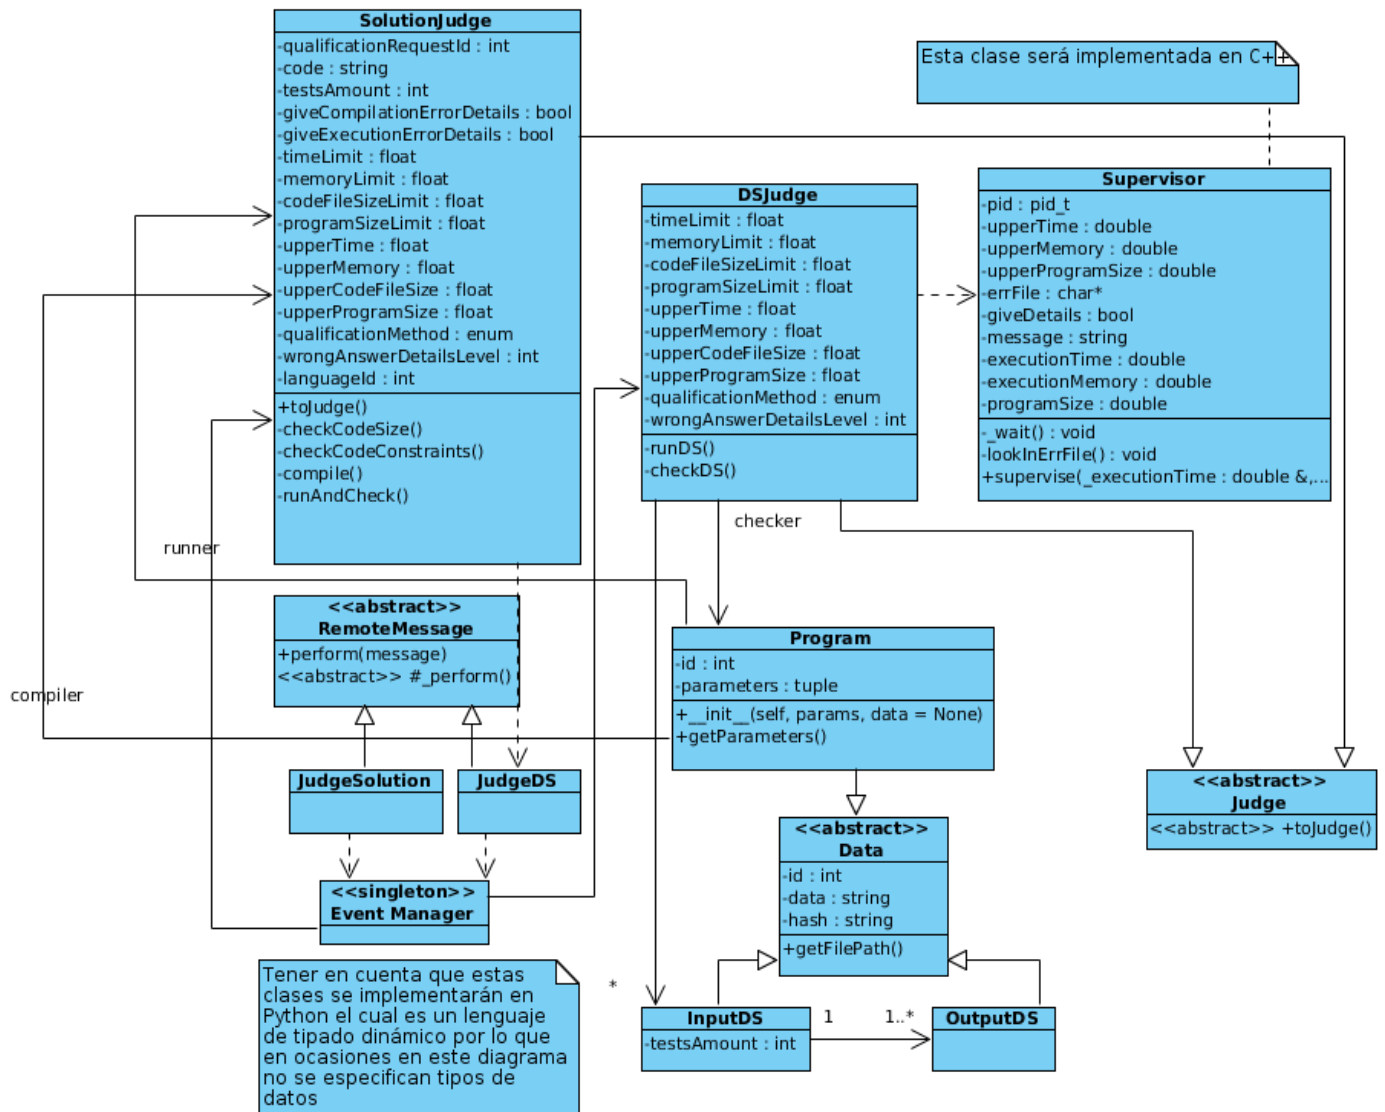 SolutionJudge
-qualificationRequestId : int
-code : string
-testsAmount : int
-giveCompilationErrorDetails : bool
-giveExecutionErrorDetails : bool
-timeLimit : float
-memoryLimit : float
-codeFileSizeLimit : float
-programSizeLimit : float
-upperTime : float
-upperMemory : float
-upperCodeFileSize : float
-upperProgramSize : float
-qualificationMethod : enum
-wrongAnswerDetailsLevel : int
-languageId : int
+toJudge()
-checkCodeSize()
-checkCodeConstraints()
-compile()
-runAndCheck()
Esta clase será implementada en C++
DSJudge
-timeLimit : float
-memoryLimit : float
-codeFileSizeLimit : float
-programSizeLimit : float
-upperTime : float
-upperMemory : float
-upperCodeFileSize : float
-upperProgramSize : float
-qualificationMethod : enum
-wrongAnswerDetailsLevel : int
-runDS()
-checkDS()
Supervisor
-pid : pid_t
-upperTime : double
-upperMemory : double
-upperProgramSize : double
-errFile : char*
-giveDetails : bool
-message : string
-executionTime : double
-executionMemory : double
-programSize : double
-_wait() : void
-lookInErrFile() : void
+supervise(_executionTime : double &,...
checker
runner
compiler
<<abstract>>
RemoteMessage
+perform(message)
<<abstract>> #_perform()
Program
-id : int
-parameters : tuple
+__init__(self, params, data = None)
+getParameters()
JudgeSolution
JudgeDS
<<abstract>>
Judge
<<abstract>> +toJudge()
<<abstract>>
Data
-id : int
-data : string
-hash : string
+getFilePath()
<<singleton>>
Event Manager
Tener en cuenta que estas
clases se implementarán en
Python el cual es un lenguaje
de tipado dinámico por lo que
en ocasiones en este diagrama
no se especifican tipos de
datos
*
InputDS
-testsAmount : int
1
1..*
OutputDS